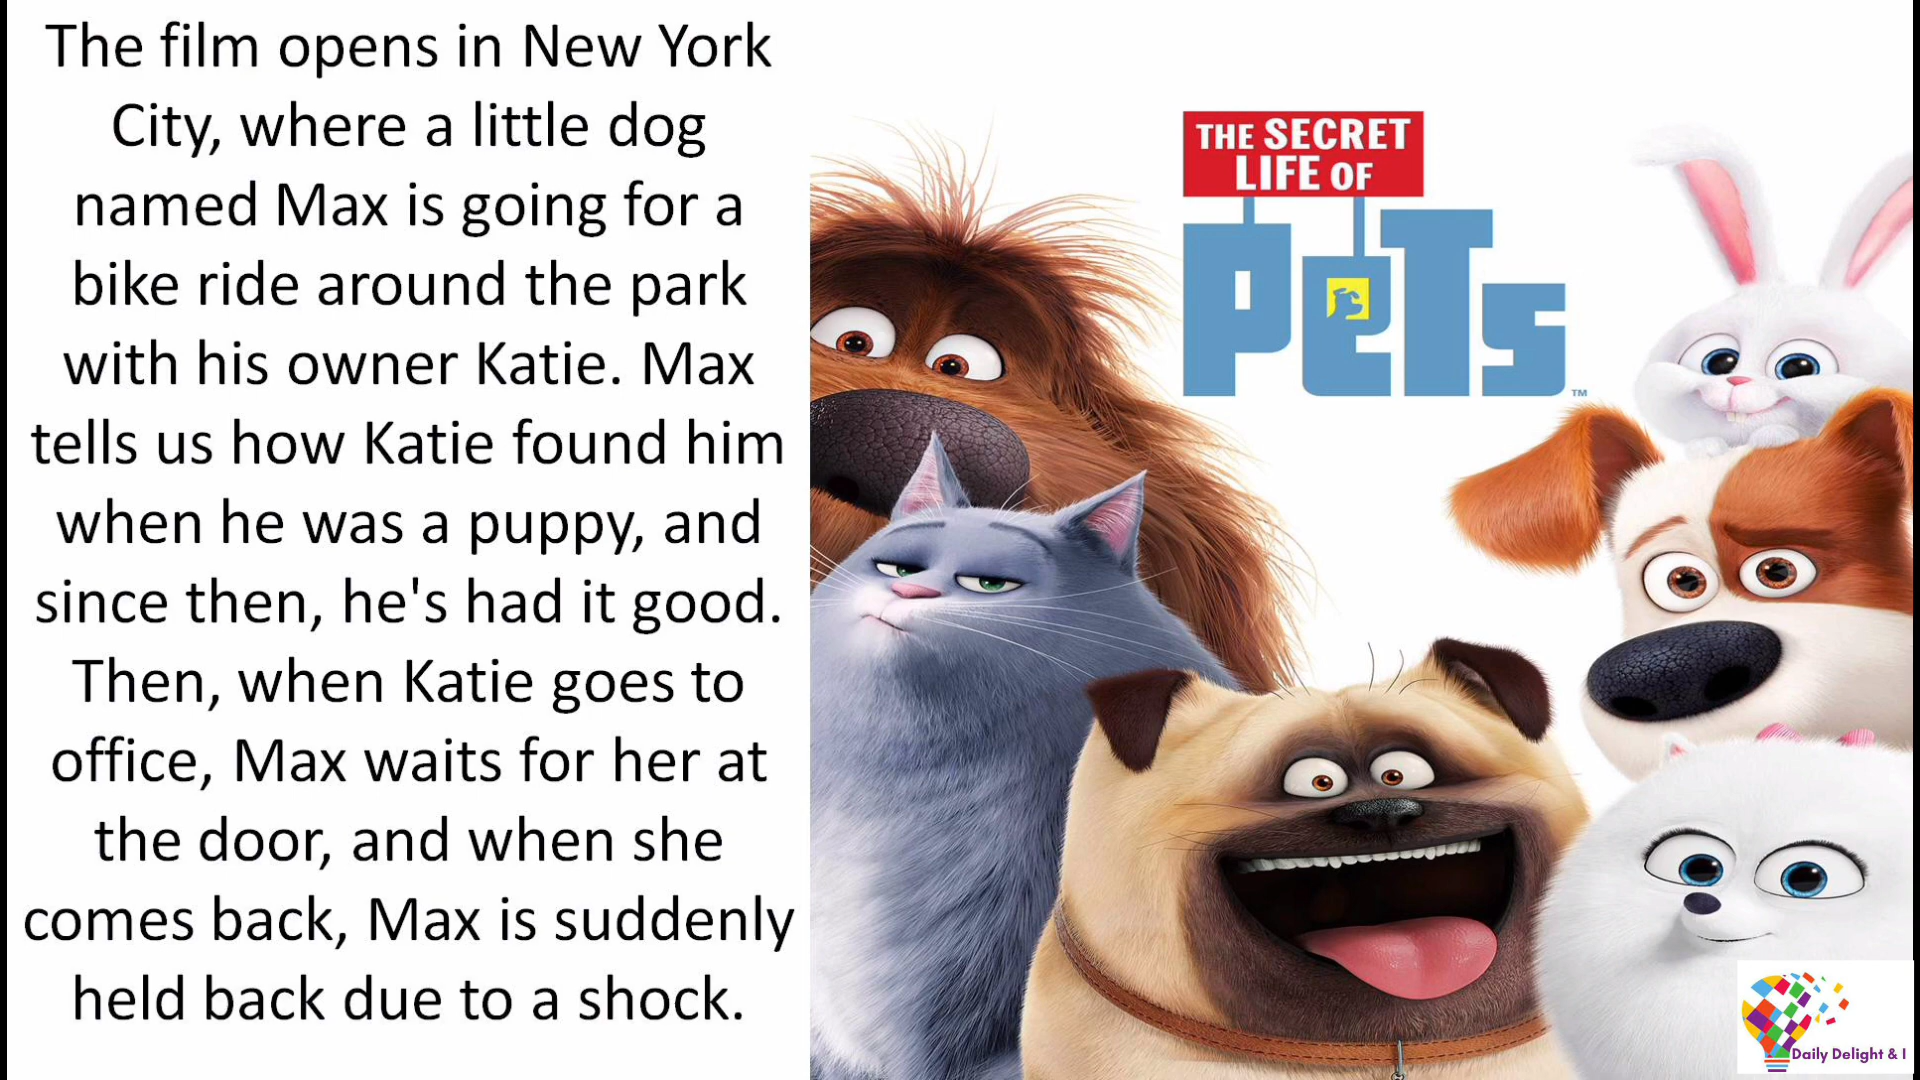 The film opens in New York
City, where a little dog
named Max is going for a
bike ride around the park
with his owner Katie. Max
tells us how Katie found him
when he was a puppy, and
since then, he's had it good.
Then, when Katie goes to
office, Max waits for her at
the door, and when she
comes back, Max is suddenly
held back due to a shock.
THE SECRET
LIFE OF
PeTs
TM
Daily Delight & I